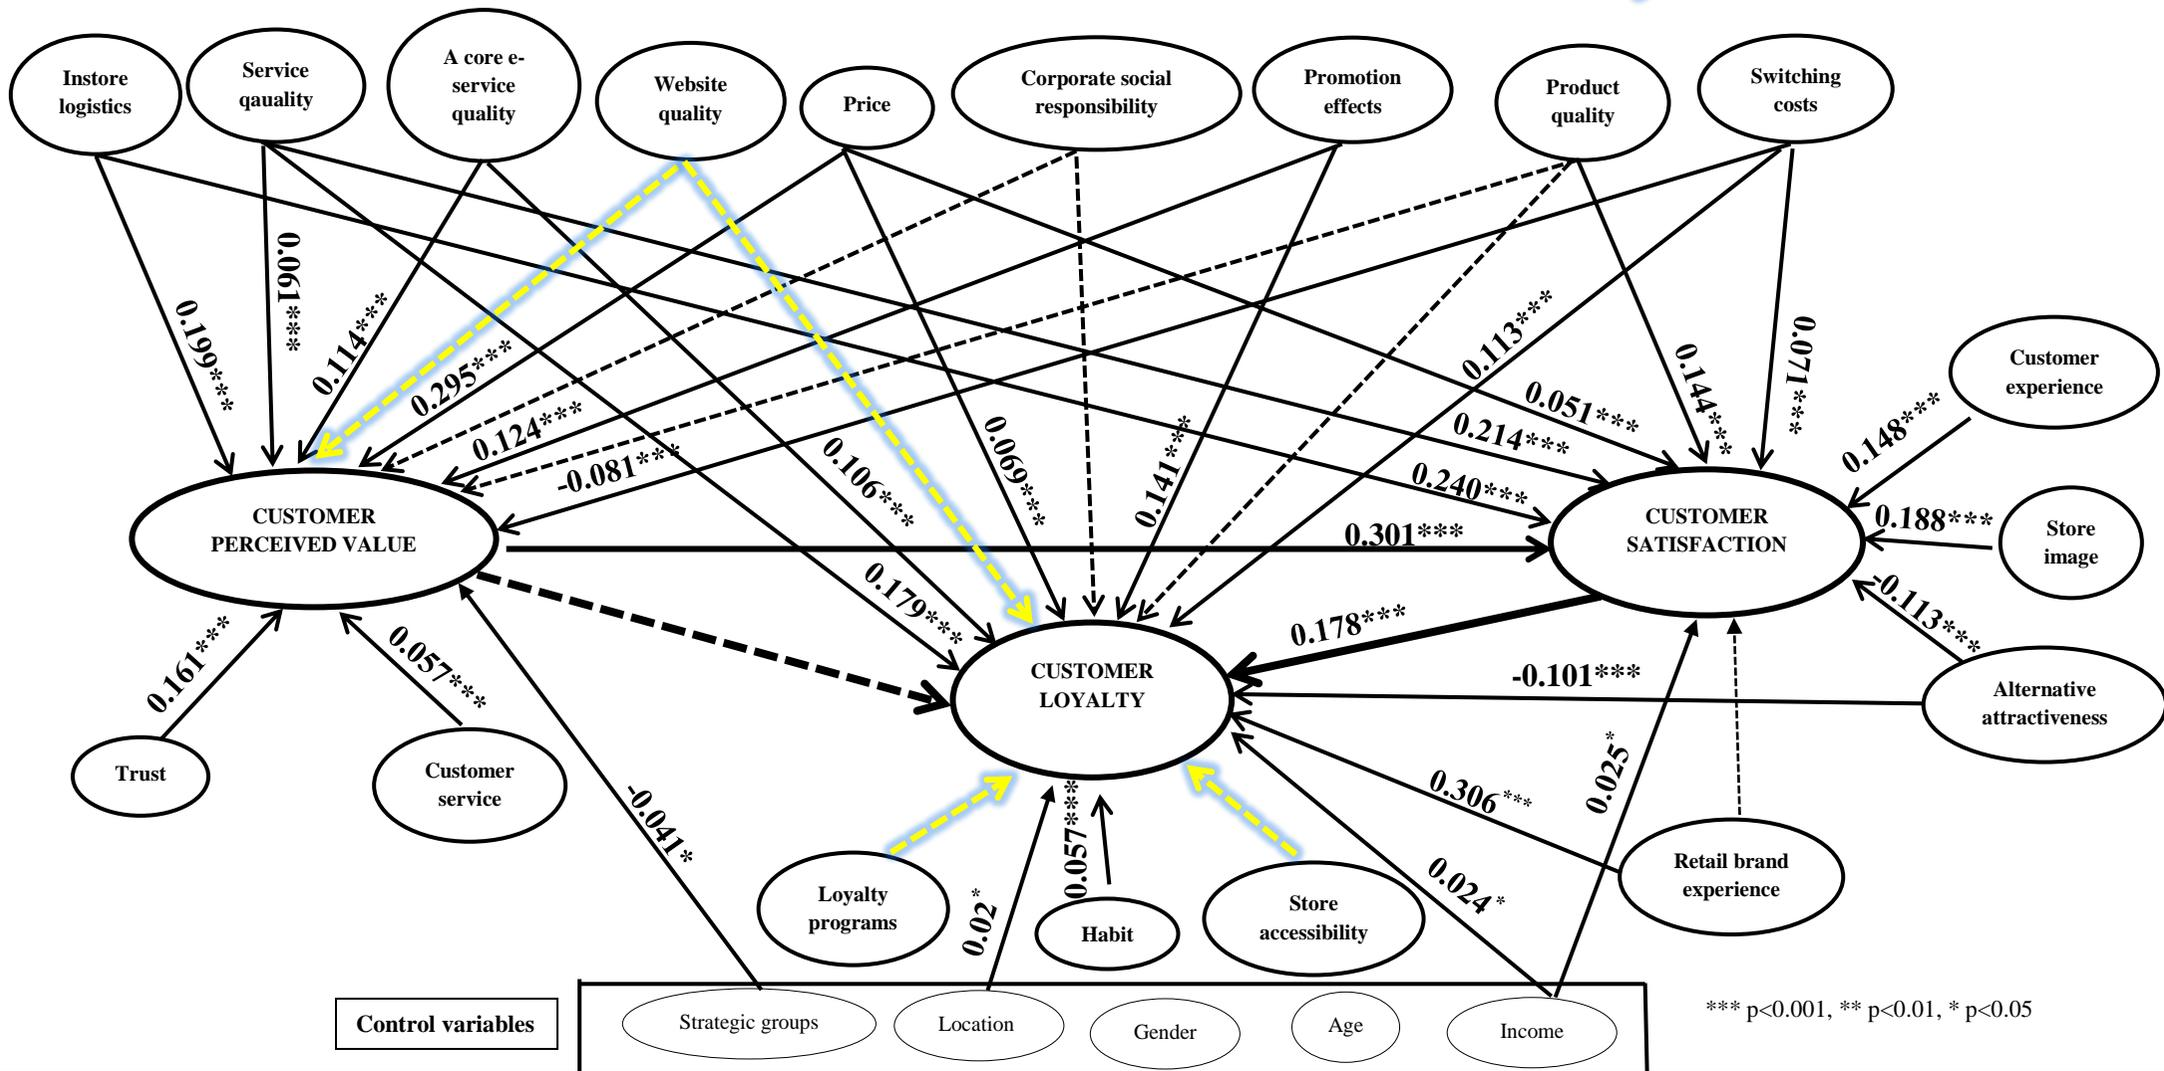 Instore
logistics
Service
qauality
A core e-
service
quality
Website
quality
Price
Corporate social
responsibility
Promotion
effects
Product
quality
Switching
costs
0.199***
0.061***
0.114***
0.295***
0.124***
-0.081***
0.106***
0.179***
0.069***
0.141***
0.113***
0.051***
0.214***
0.240***
0.144***
0.071***
Customer
experience
0.148***
CUSTOMER
PERCEIVED VALUE
0.301***
CUSTOMER
SATISFACTION
0.188***
Store
image
-0.113***
0.178***
CUSTOMER
LOYALTY
-0.101***
Alternative
attractiveness
0.161***
0.057***
Trust
Customer
service
-0.041*
0.306***
0.025*
Retail brand
experience
0.024*
Loyalty
programs
0.02*
0.057***
Habit
Store
accessibility
Control variables
Strategic groups
Location
Gender
Age
Income
*** p<0.001, ** p<0.01, * p<0.05